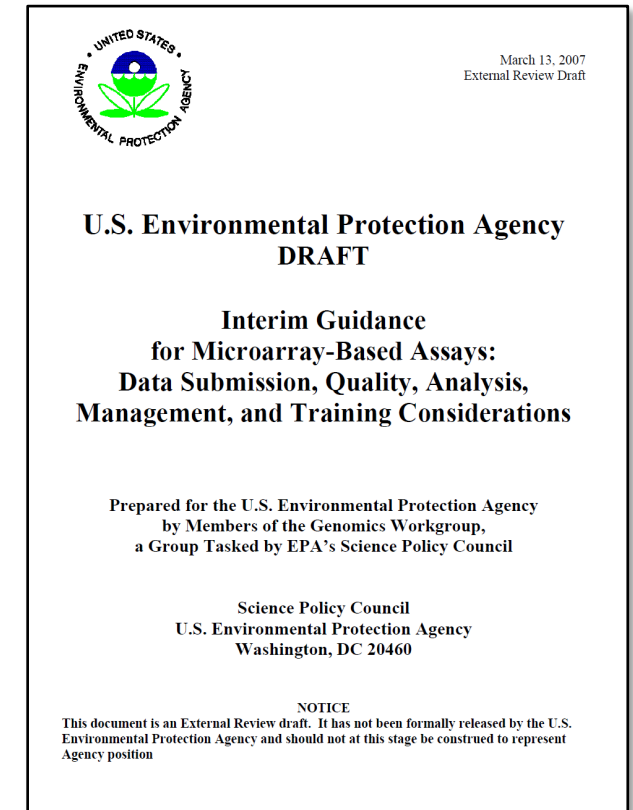 UNITED STATES
ENVIRONMENTAL PROTECTION AGENCY
March 13, 2007
External Review Draft
U.S. Environmental Protection Agency
DRAFT
Interim Guidance
for Microarray-Based Assays:
Data Submission, Quality, Analysis,
Management, and Training Considerations
Prepared for the U.S. Environmental Protection Agency
by Members of the Genomics Workgroup,
a Group Tasked by EPA's Science Policy Council
Science Policy Council
U.S. Environmental Protection Agency
Washington, DC 20460
NOTICE
This document is an External Review draft.  It has not been formally released by the U.S.
Environmental Protection Agency and should not at this stage be construed to represent
Agency position